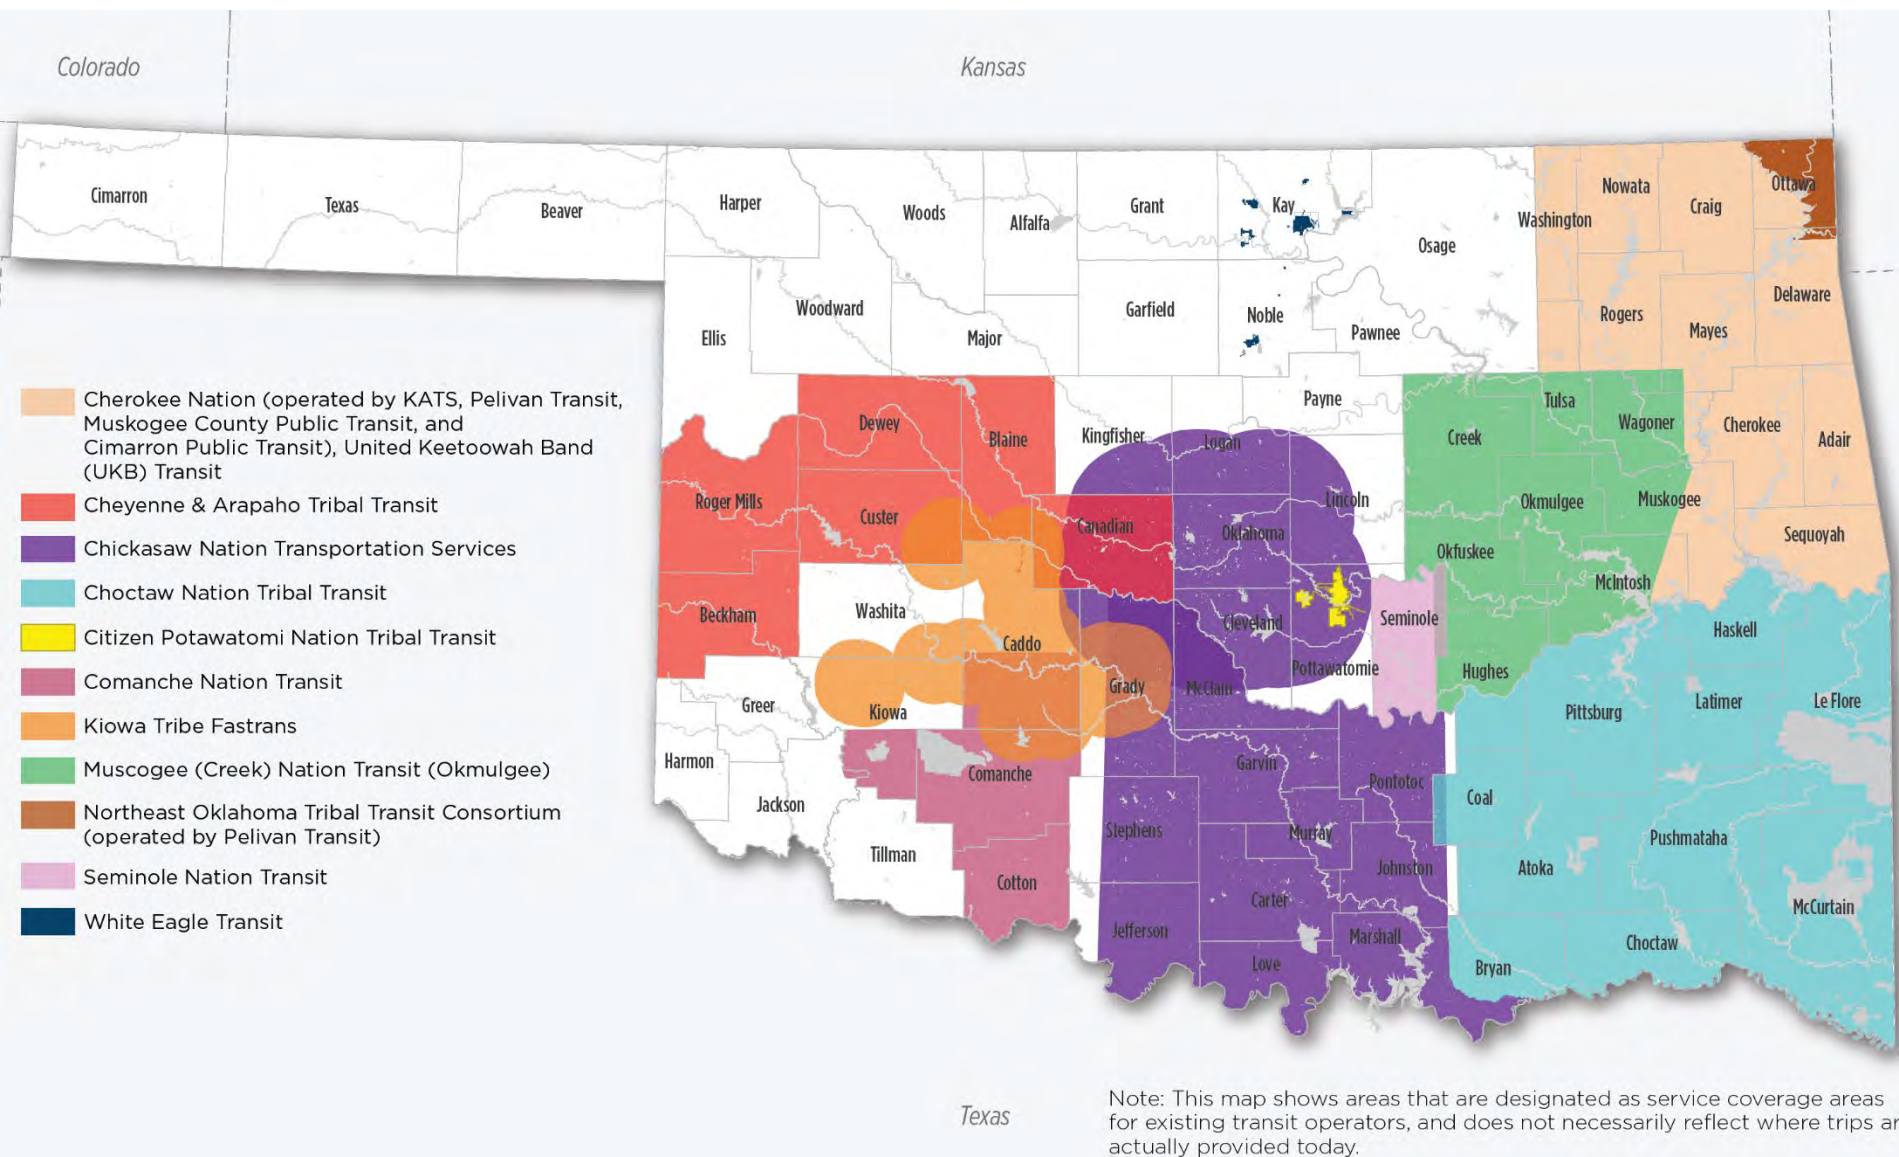 Colorado
Kansas
Cimarron
Texas
Beaver
Harper
Woods
Alfalfa
Grant
Kay
Osage
Washington
Nowata
Craig
Ottawa
Ellis
Woodward
Major
Garfield
Noble
Pawnee
Rogers
Mayes
Delaware
Dewey
Blaine
Kingfisher
Logan
Payne
Creek
Tulsa
Wagoner
Cherokee
Adair
Roger Mills
Custer
Canadian
Oklahoma
Lincoln
Okmulgee
Muskogee
Okfuskee
Sequoyah
Beckham
Washita
Caddo
Cleveland
Seminole
McIntosh
Haskell
Greer
Kiowa
Grady
McClain
Pottawatomie
Hughes
Pittsburg
Latimer
Le Flore
Harmon
Jackson
Comanche
Garvin
Pontotoc
Coal
Tillman
Cotton
Stephens
Murray
Johnston
Atoka
Pushmataha
McCurtain
Jefferson
Carter
Love
Marshall
Bryan
Choctaw
Cherokee Nation (operated by KATS, Pelivan Transit,
Muskogee County Public Transit, and
Cimarron Public Transit), United Keetoowah Band
(UKB) Transit
Cheyenne & Arapaho Tribal Transit
Chickasaw Nation Transportation Services
Choctaw Nation Tribal Transit
Citizen Potawatomi Nation Tribal Transit
Comanche Nation Transit
Kiowa Tribe Fastrans
Muscogee (Creek) Nation Transit (Okmulgee)
Northeast Oklahoma Tribal Transit Consortium
(operated by Pelivan Transit)
Seminole Nation Transit
White Eagle Transit
Texas
Note: This map shows areas that are designated as service coverage areas
for existing transit operators, and does not necessarily reflect where trips ar
actually provided today.